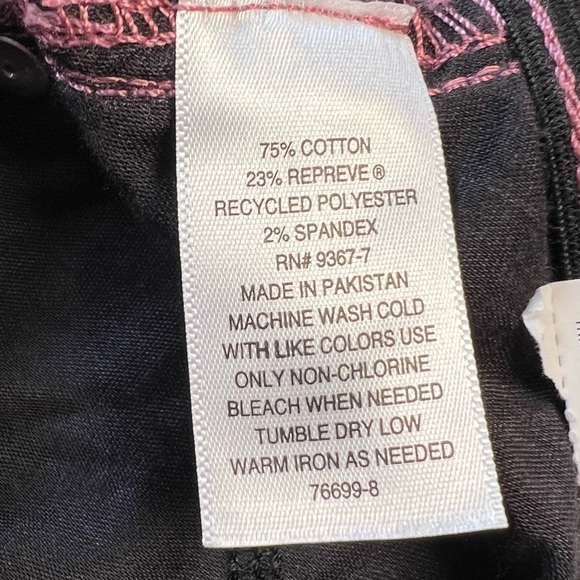 75% COTTON
23% REPREVE ®
RECYCLED POLYESTER
2% SPANDEX
RN# 9367-7
MADE IN PAKISTAN
MACHINE WASH COLD
WITH LIKE COLORS USE
ONLY NON-CHLORINE
BLEACH WHEN NEEDED
TUMBLE DRY LOW
WARM IRON AS NEEDED
76699-8